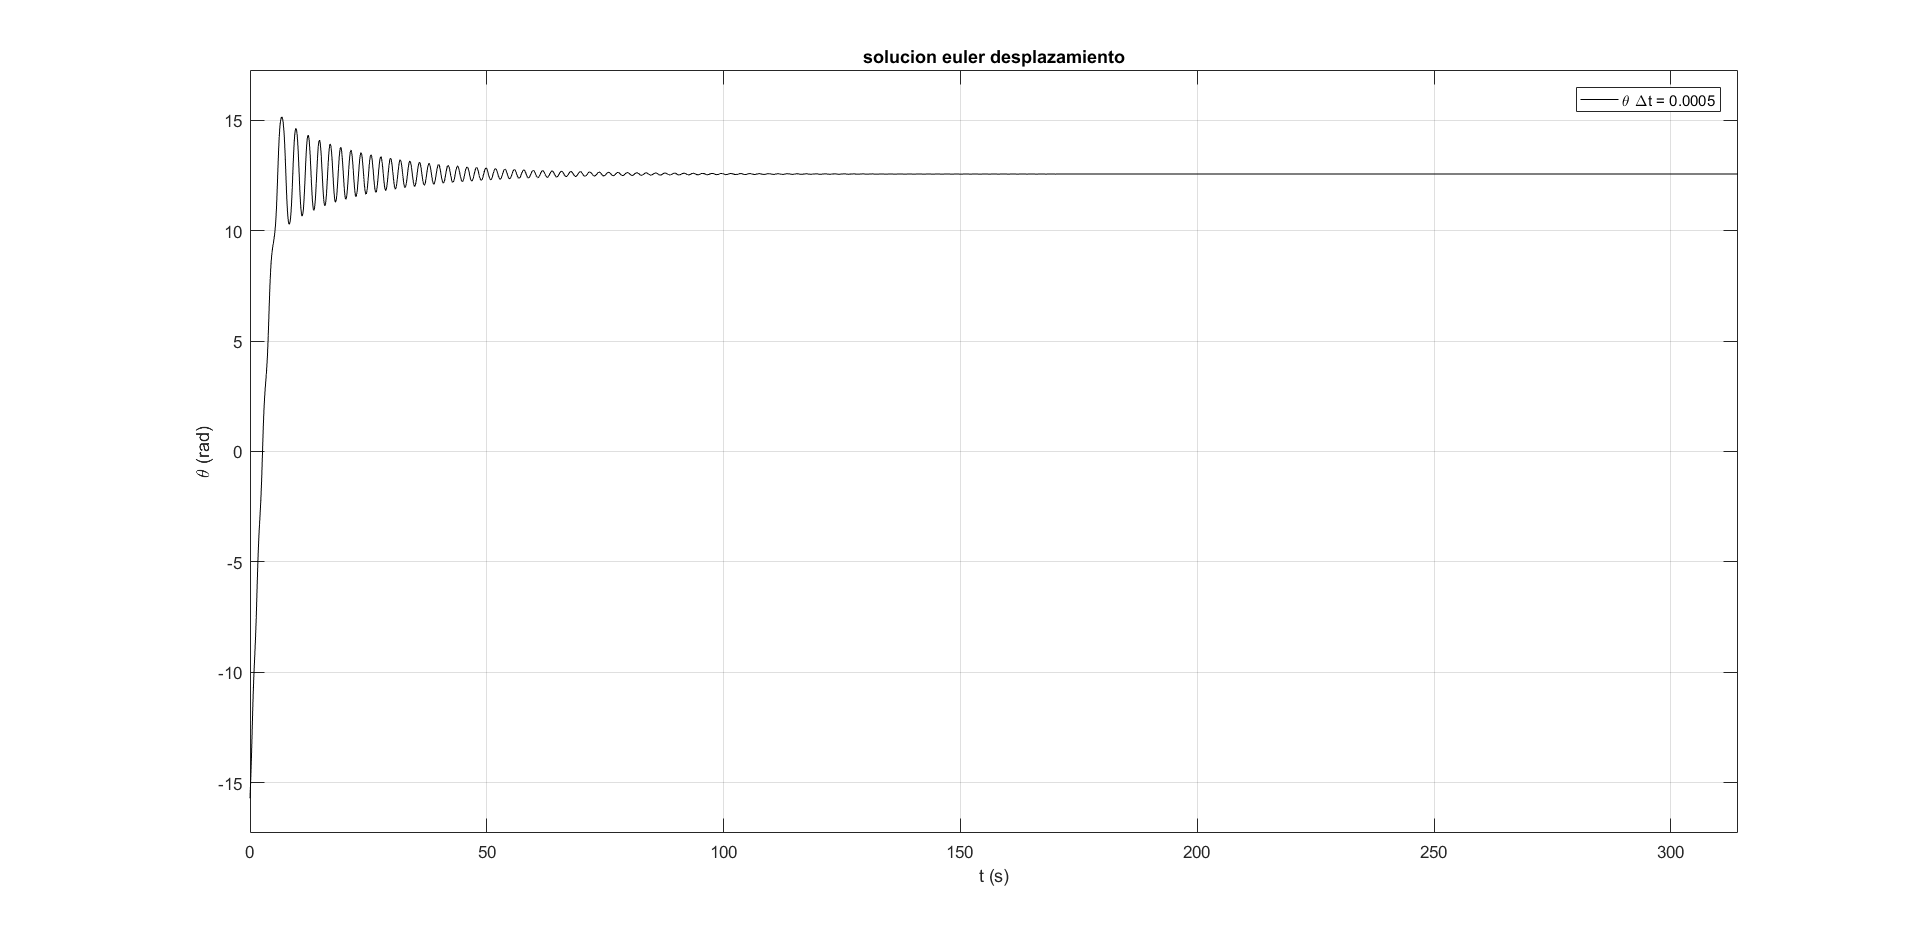 solucion euler desplazamiento
θ Δt = 0.0005
15
10
5
0
-5
-10
-15
θ (rad)
0 50 100 150 200 250 300
t (s)